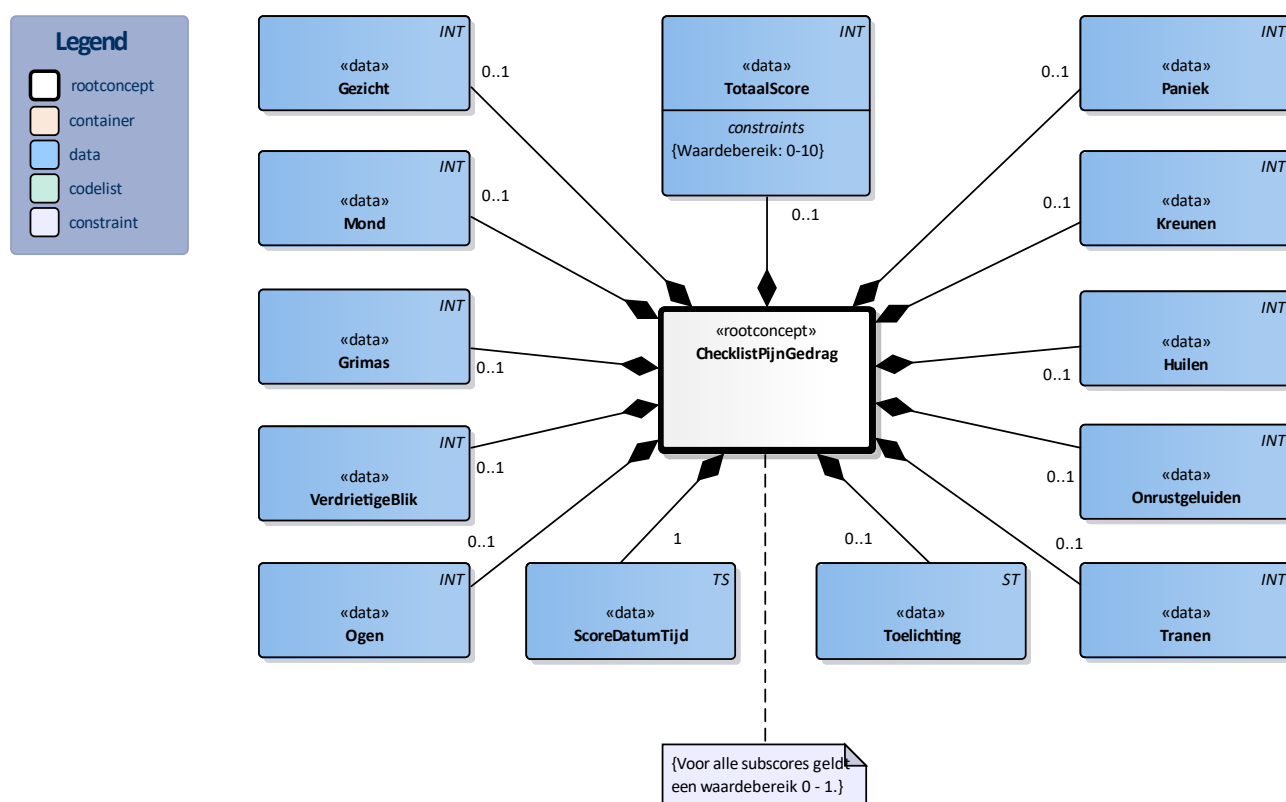 Legend
rootconcept
container
data
codelist
constraint
INT
«data»
Gezicht
0..1
INT
«data»
TotaalScore
constraints
{Waardebereik: 0-10}
0..1
INT
«data»
Paniek
0..1
INT
«data»
Mond
0..1
INT
«data»
Kreunen
0..1
INT
«data»
Grimas
0..1
«rootconcept»
ChecklistPijnGedrag
INT
«data»
Huilen
0..1
INT
«data»
VerdrietigeBlik
0..1
INT
«data»
Onrustgeluiden
0..1
INT
«data»
Ogen
0..1
TS
«data»
ScoreDatumTijd
1
ST
«data»
Toelichting
0..1
INT
«data»
Tranen
0..1
{Voor alle subscores geldt
een waardebereik 0 - 1.}